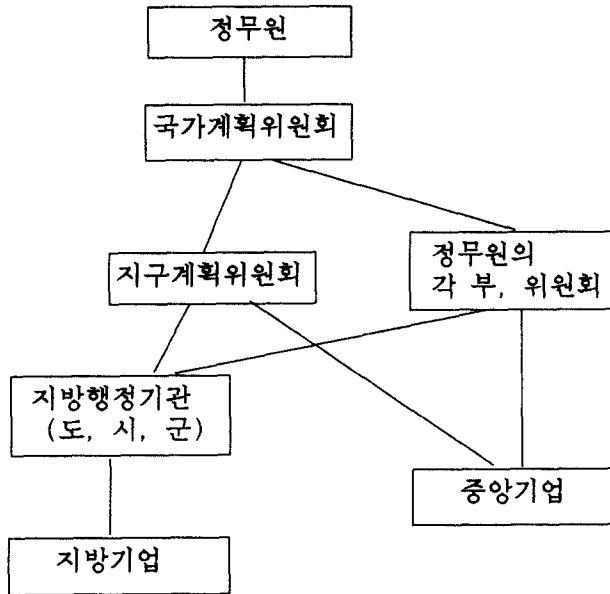 정무원
국가계획위원회
지구계획위원회
정무원의
각 부, 위원회
지방행정기관
(도, 시, 군)
중앙기업
지방기업